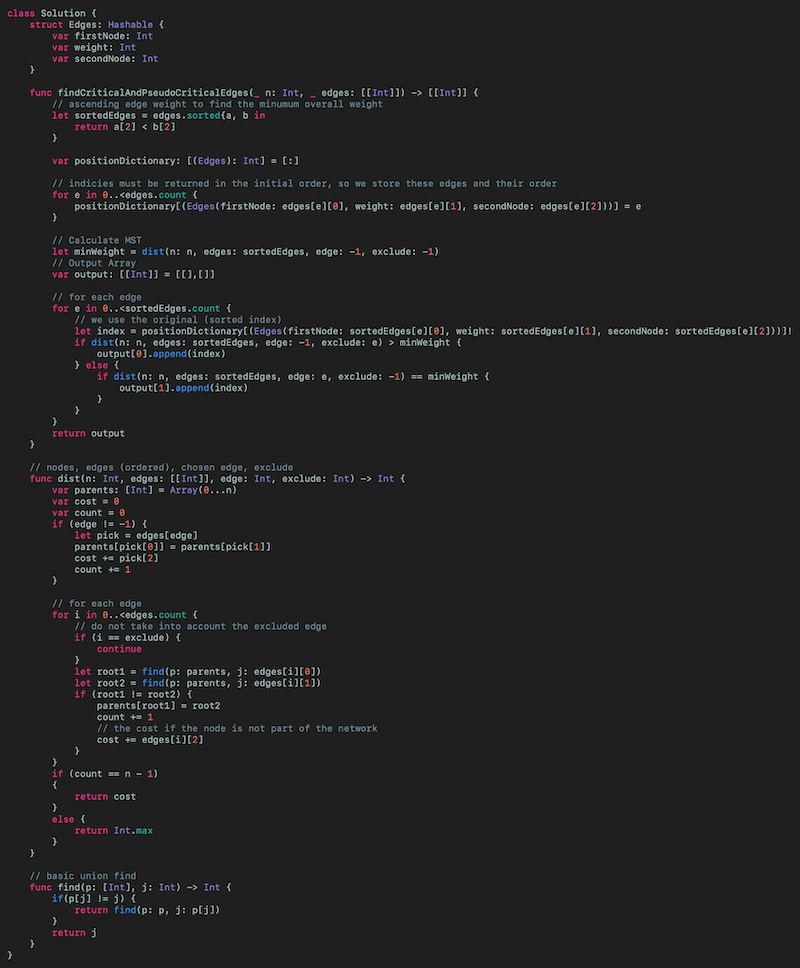 class Solution {
    struct Edges: Hashable {
        var firstNode: Int
        var weight: Int
        var secondNode: Int
    }

    func findCriticalAndPseudoCriticalEdges(_ n: Int, _ edges: [[Int]]) -> [[Int]] {
        // ascending edge weight to find the minumum overall weight
        let sortedEdges = edges.sorted{a, b in
            return a[2] < b[2]
        }

        var positionDictionary: [(Edges): Int] = [:]

        // indicies must be returned in the initial order, so we store these edges and their order
        for e in 0..<edges.count {
            positionDictionary[(Edges(firstNode: edges[e][0], weight: edges[e][1], secondNode: edges[e][2]))] = e
        }

        // Calculate MST
        let minWeight = dist(n: n, edges: sortedEdges, edge: -1, exclude: -1)
        // Output Array
        var output: [[Int]] = [[],[]]

        // for each edge
        for e in 0..<sortedEdges.count {
            // we use the original (sorted index)
            let index = positionDictionary[(Edges(firstNode: sortedEdges[e][0], weight: sortedEdges[e][1], secondNode: sortedEdges[e][2]))]!
            if dist(n: n, edges: sortedEdges, edge: -1, exclude: e) > minWeight {
                output[0].append(index)
            } else {
                if dist(n: n, edges: sortedEdges, edge: e, exclude: -1) == minWeight {
                    output[1].append(index)
                }
            }
        }
        return output
    }

    // nodes, edges (ordered), chosen edge, exclude
    func dist(n: Int, edges: [[Int]], edge: Int, exclude: Int) -> Int {
        var parents: [Int] = Array(0...n)
        var cost = 0
        var count = 0
        if (edge != -1) {
            let pick = edges[edge]
            parents[pick[0]] = parents[pick[1]]
            cost += pick[2]
            count += 1
        }

        // for each edge
        for i in 0..<edges.count {
            // do not take into account the excluded edge
            if (i == exclude) {
                continue
            }
            let root1 = find(p: parents, j: edges[i][0])
            let root2 = find(p: parents, j: edges[i][1])
            if (root1 != root2) {
                parents[root1] = root2
                count += 1
                // the cost if the node is not part of the network
                cost += edges[i][2]
            }
        }
        if (count == n - 1)
        {
            return cost
        }
        else {
            return Int.max
        }
    }

    // basic union find
    func find(p: [Int], j: Int) -> Int {
        if(p[j] != j) {
            return find(p: p, j: p[j])
        }
        return j
    }
}